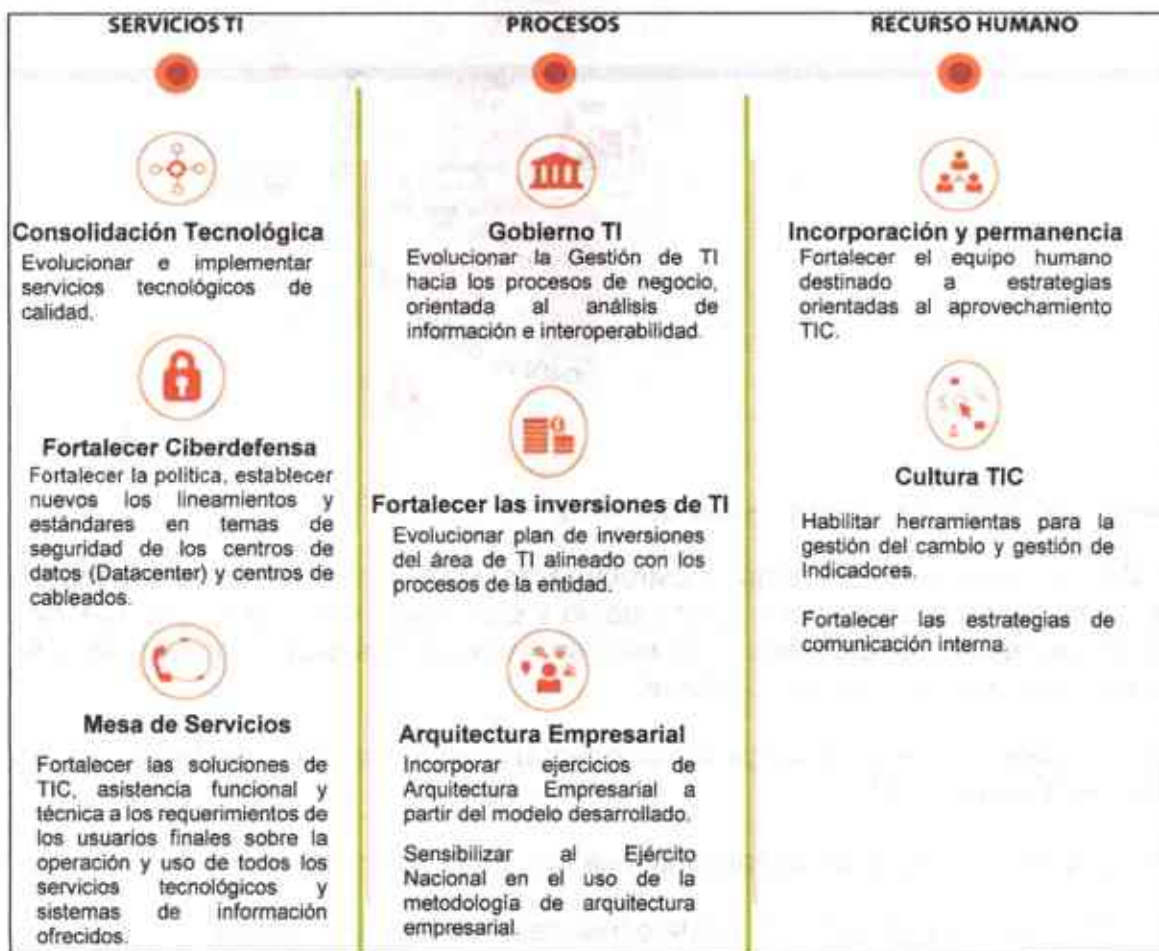 SERVICIOS TI
Consolidación Tecnológica
Evolucionar e implementar
servicios tecnológicos de
calidad.
Fortalecer Ciberdefensa
Fortalecer la política, establecer
nuevos los lineamientos y
estándares en temas de
seguridad de los centros de
datos (Datacenter) y centros de
cableados.
Mesa de Servicios
Fortalecer las soluciones de
TIC, asistencia funcional y
técnica a los requerimientos de
los usuarios finales sobre la
operación y uso de todos los
servicios tecnológicos y
sistemas de información
ofrecidos.
PROCESOS
Gobierno TI
Evolucionar la Gestión de TI
hacia los procesos de negocio,
orientada al análisis de
información e interoperabilidad.
Fortalecer las inversiones de TI
Evolucionar plan de inversiones
del área de TI alineado con los
procesos de la entidad.
Arquitectura Empresarial
Incorporar ejercicios de
Arquitectura Empresarial a
partir del modelo desarrollado.
Sensibilizar al Ejército
Nacional en el uso de la
metodología de arquitectura
empresarial.
RECURSO HUMANO
Incorporación y permanencia
Fortalecer el equipo humano
destinado a estrategias
orientadas al aprovechamiento
TIC.
Cultura TIC
Habilitar herramientas para la
gestión del cambio y gestión de
Indicadores.
Fortalecer las estrategias de
comunicación interna.